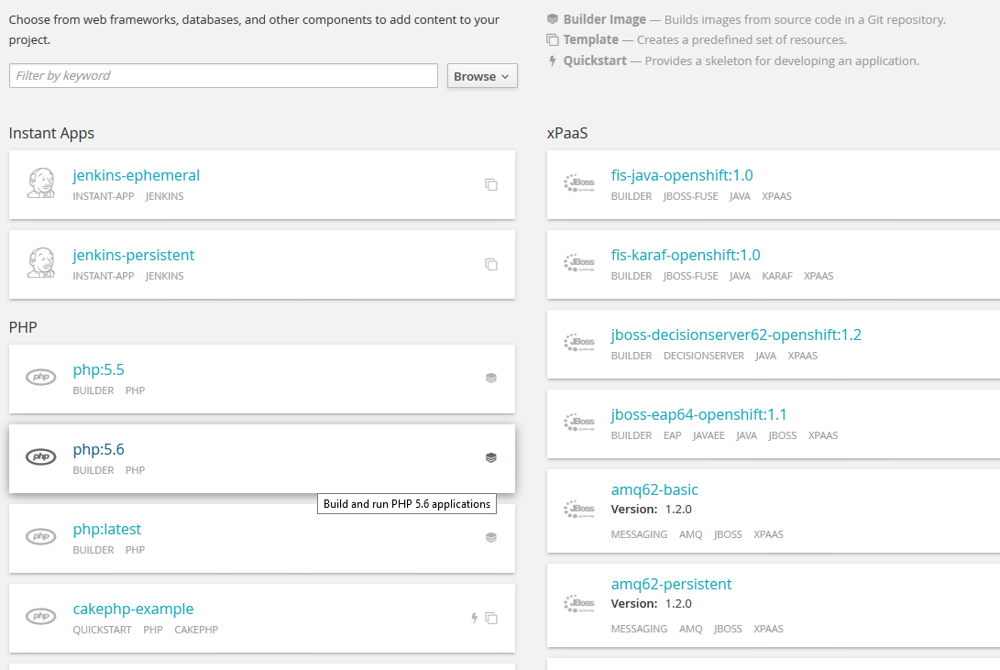 Choose from web frameworks, databases, and other components to add content to your
project.
Filter by keyword
Browse
Builder Image — Builds images from source code in a Git repository.
Template — Creates a predefined set of resources.
Quickstart — Provides a skeleton for developing an application.
Instant Apps
jenkins-ephemeral
INSTANT-APP JENKINS
jenkins-persistent
INSTANT-APP JENKINS
PHP
php
php:5.5
BUILDER PHP
php
php:5.6
BUILDER PHP
Build and run PHP 5.6 applications
php
php:latest
BUILDER PHP
php
cakephp-example
QUICKSTART PHP CAKEPHP
xPaaS
JBoss
fis-java-openshift:1.0
BUILDER JBOSS-FUSE JAVA XPAAS
JBoss
fis-karaf-openshift:1.0
BUILDER JBOSS-FUSE JAVA KARAF XPAAS
JBoss
jboss-decisionserver62-openshift:1.2
BUILDER DECISIONSERVER JAVA XPAAS
JBoss
jboss-eap64-openshift:1.1
BUILDER EAP JAVAEE JAVA JBOSS XPAAS
JBoss
amq62-basic
Version: 1.2.0
MESSAGING AMQ JBOSS XPAAS
JBoss
amq62-persistent
Version: 1.2.0
MESSAGING AMQ JBOSS XPAAS